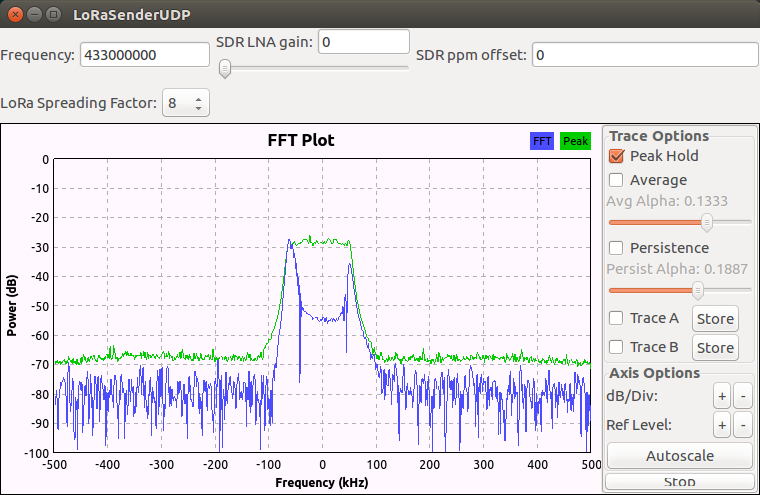 LoRaSenderUDP
Frequency: 433000000 SDR LNA gain: 0 SDR ppm offset: 0
LoRa Spreading Factor: 8
FFT Plot
FFT Peak
0
-10
-20
-30
-40
-50
-60
-70
-80
-90
-100
Power (dB)
-500 -400 -300 -200 -100 0 100 200 300 400 500
Frequency (kHz)
Trace Options
Peak Hold
Average
Avg Alpha: 0.1333
Persistence
Persist Alpha: 0.1887
Trace A Store
Trace B Store
Axis Options
dB/Div: + -
Ref Level: + -
Autoscale
Stop